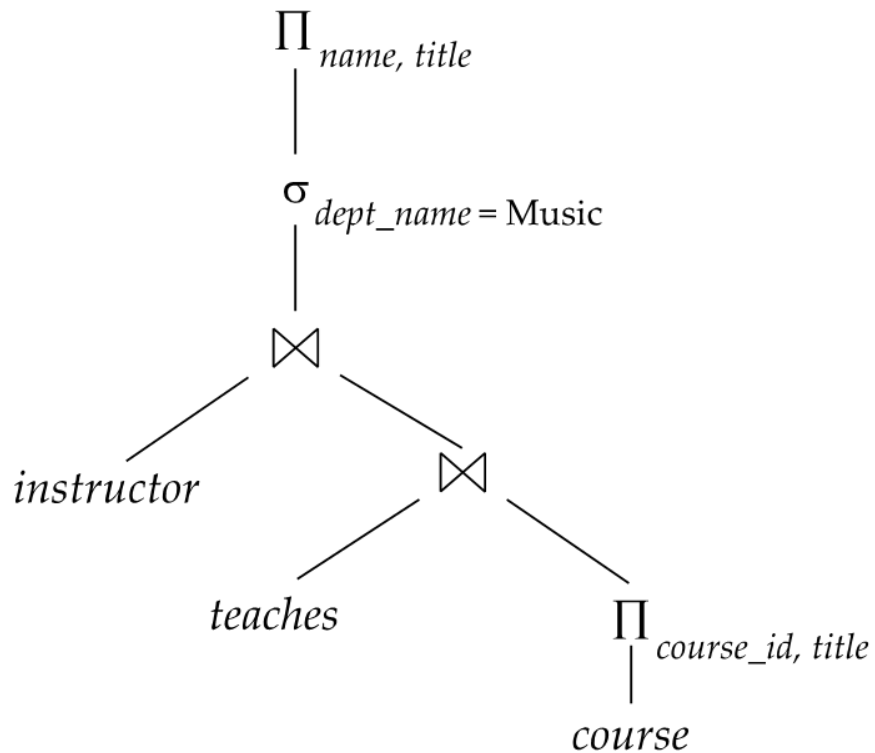 Π name, title
σ dept_name = Music
⋈
instructor
⋈
teaches
Π course_id, title
course